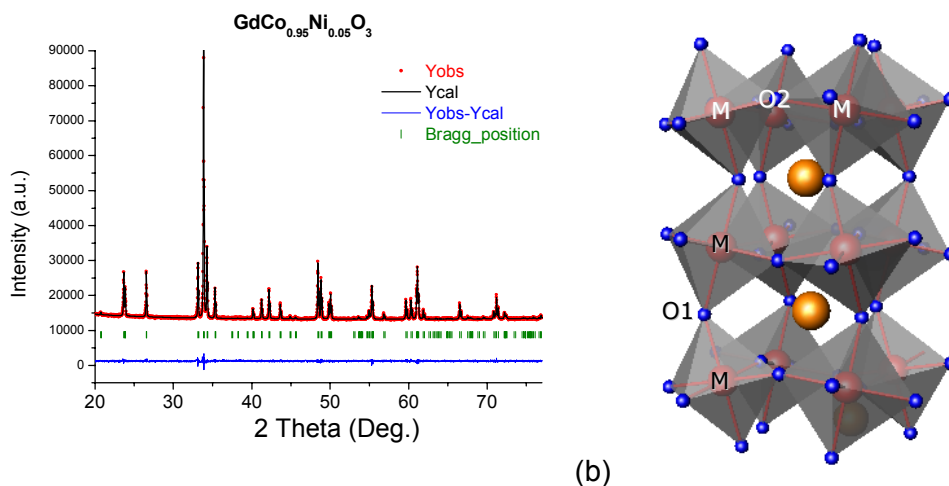 GdCo0.95Ni0.05O3
90000
80000
70000
60000
50000
40000
30000
20000
10000
0
Intensity (a.u.)
Yobs
Ycal
Yobs-Ycal
Bragg_position
20 30 40 50 60 70
2 Theta (Deg.)
M O2 M
M
O1
M
(b)